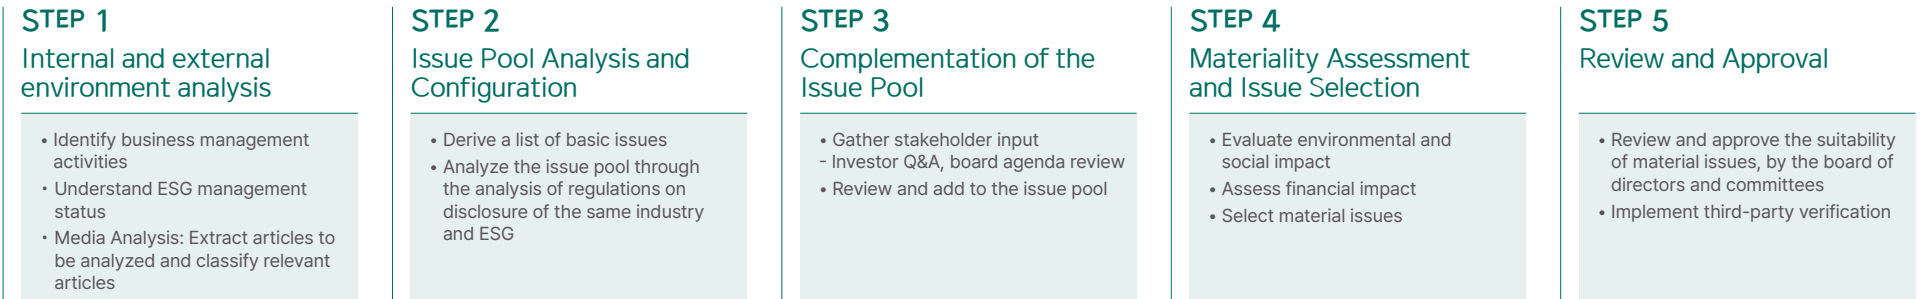 STEP 1
Internal and external
environment analysis
• Identify business management
activities
• Understand ESG management
status
• Media Analysis: Extract articles to
be analyzed and classify relevant
articles
STEP 2
Issue Pool Analysis and
Configuration
• Derive a list of basic issues
• Analyze the issue pool through
the analysis of regulations on
disclosure of the same industry
and ESG
STEP 3
Complementation of the
Issue Pool
• Gather stakeholder input
- Investor Q&A, board agenda review
• Review and add to the issue pool
STEP 4
Materiality Assessment
and Issue Selection
• Evaluate environmental and
social impact
• Assess financial impact
• Select material issues
STEP 5
Review and Approval
• Review and approve the suitability
of material issues, by the board of
directors and committees
• Implement third-party verification